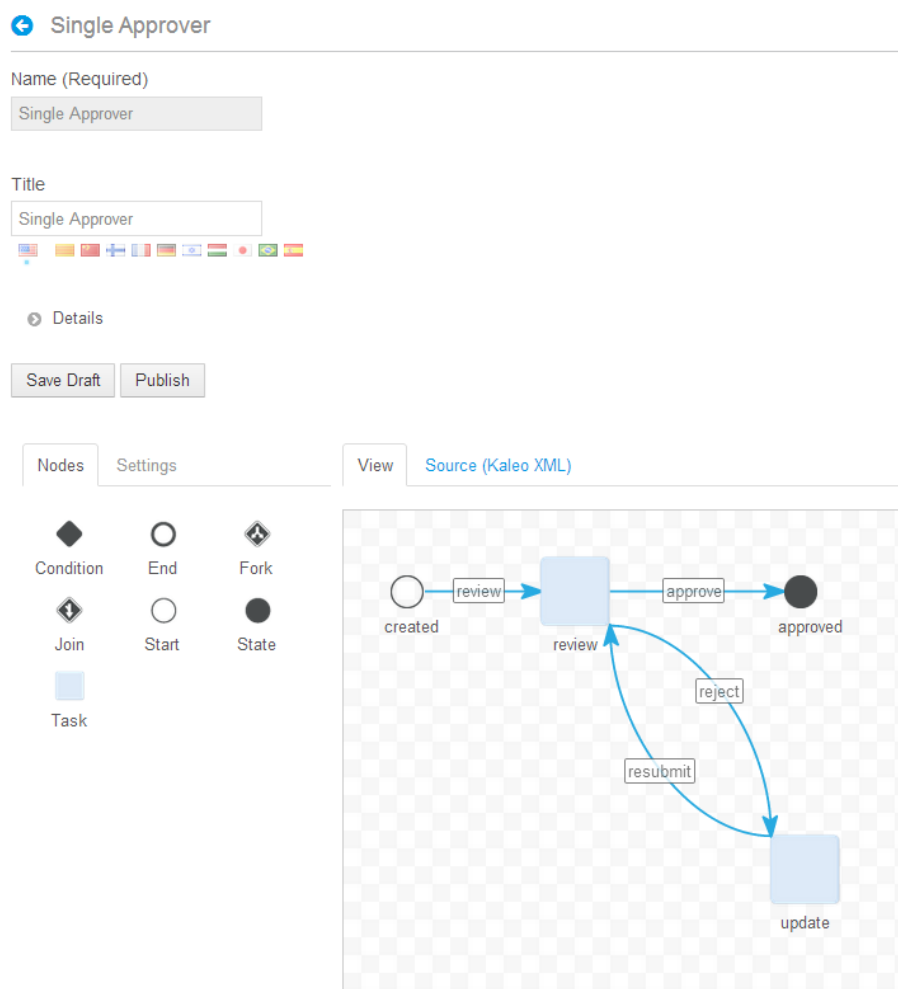 Single Approver
Name (Required)
Single Approver
Title
Single Approver
Details
Save Draft Publish
Nodes Settings View Source (Kaleo XML)
Condition End Fork
Join Start State
Task
review approve
created review approved
reject
resubmit
update